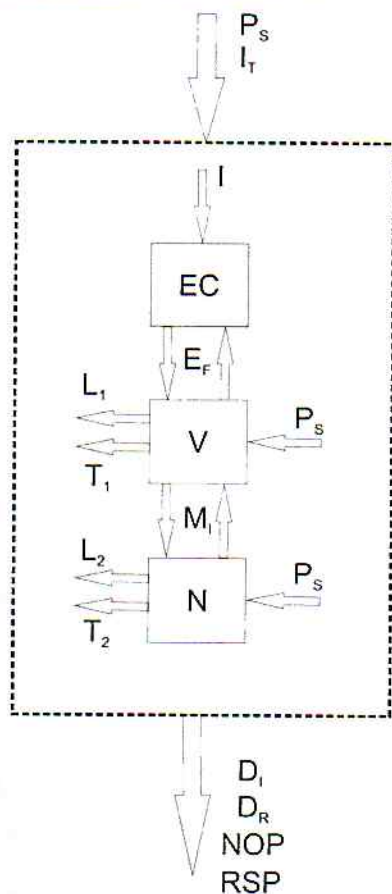 P_S
I_T
I
EC
E_F
L_1
V
P_S
T_1
M_I
L_2
N
P_S
T_2
D_I
D_R
NOP
RSP